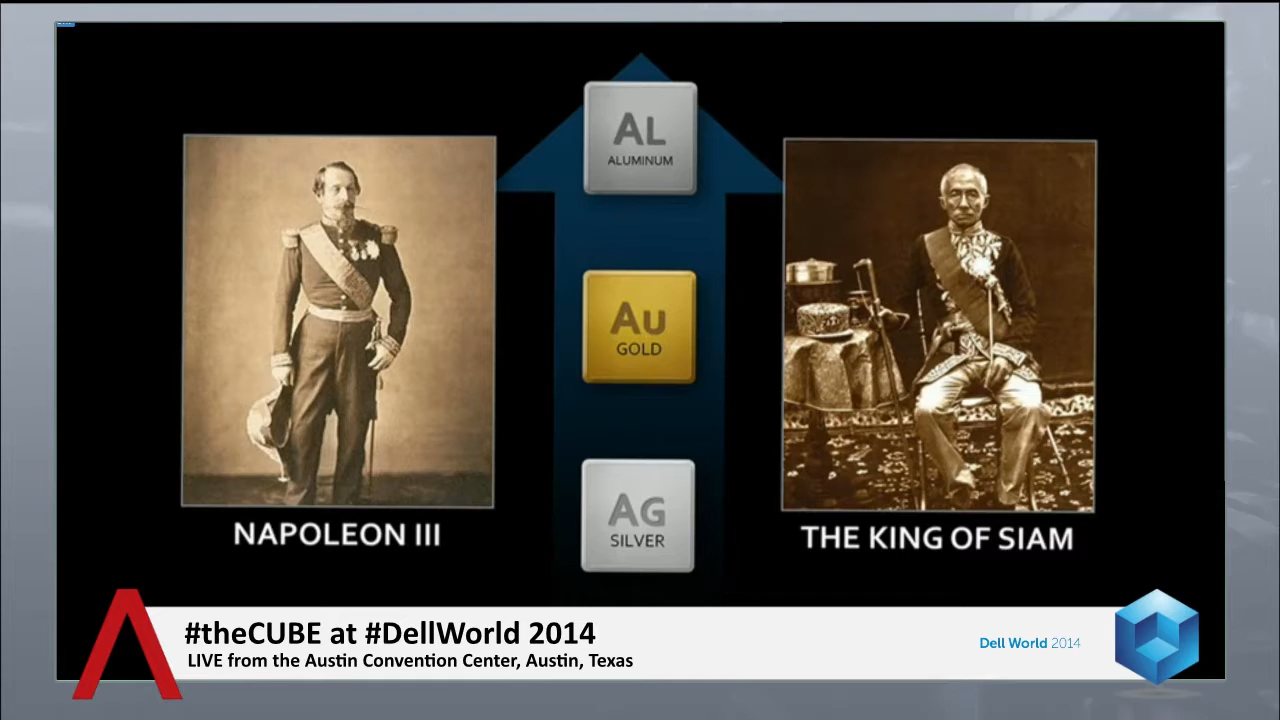 AL
ALUMINUM
Au
GOLD
AG
SILVER
NAPOLEON III
THE KING OF SIAM
#theCUBE at #DellWorld 2014
LIVE from the Austin Convention Center, Austin, Texas
Dell World 2014